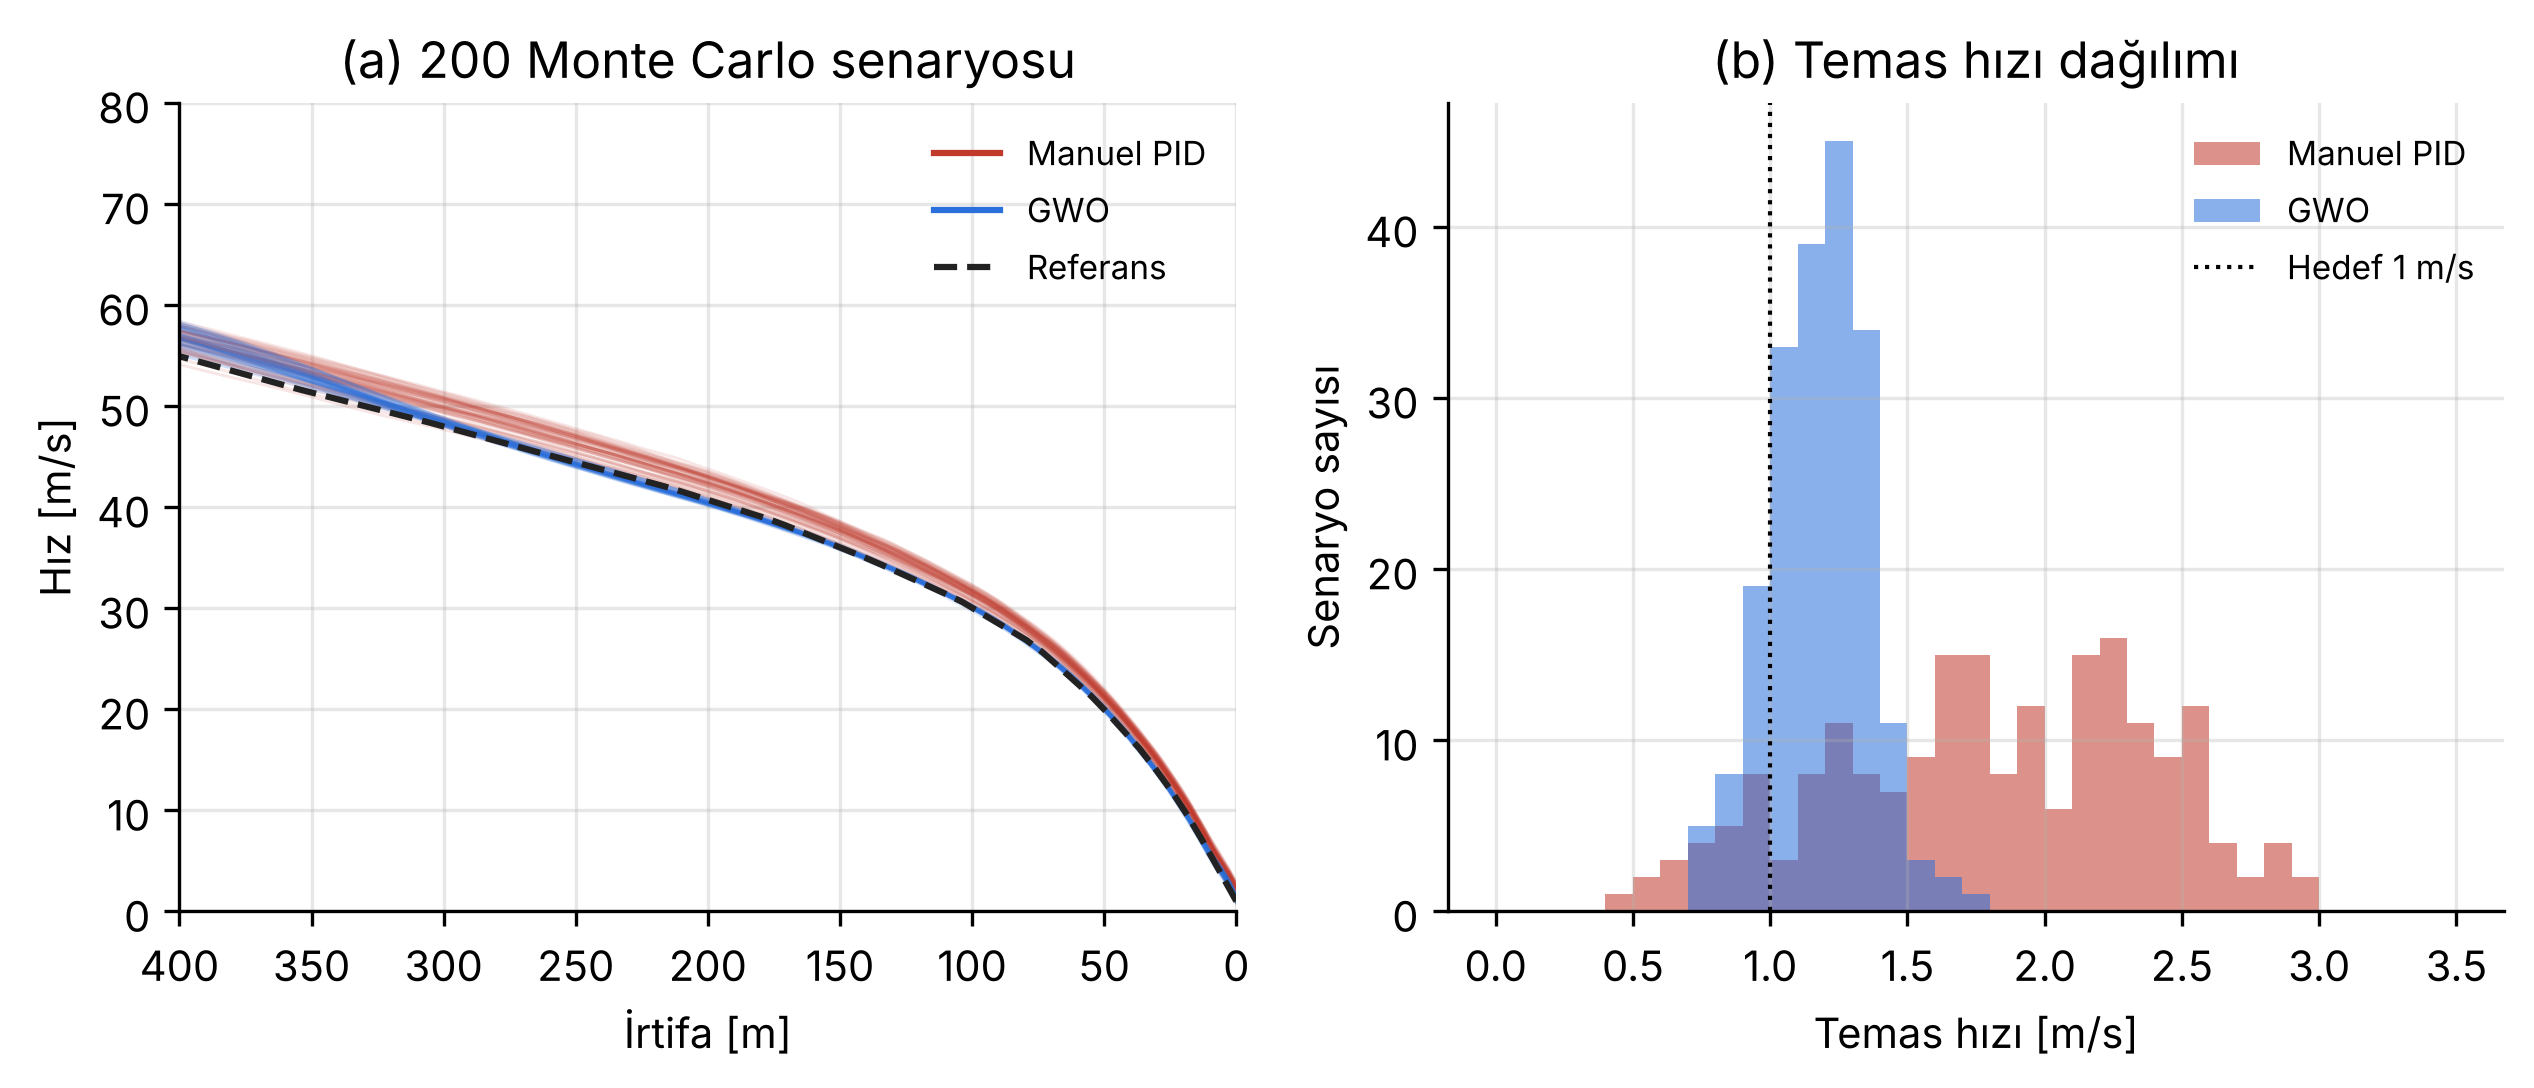 (a) 200 Monte Carlo senaryosu
80
70
60
50
40
30
20
10
0
Hız [m/s]
Manuel PID
GWO
Referans
400 350 300 250 200 150 100 50 0
İrtifa [m]
(b) Temas hızı dağılımı
40
30
20
10
0
Senaryo sayısı
Manuel PID
GWO
Hedef 1 m/s
0.0 0.5 1.0 1.5 2.0 2.5 3.0 3.5
Temas hızı [m/s]